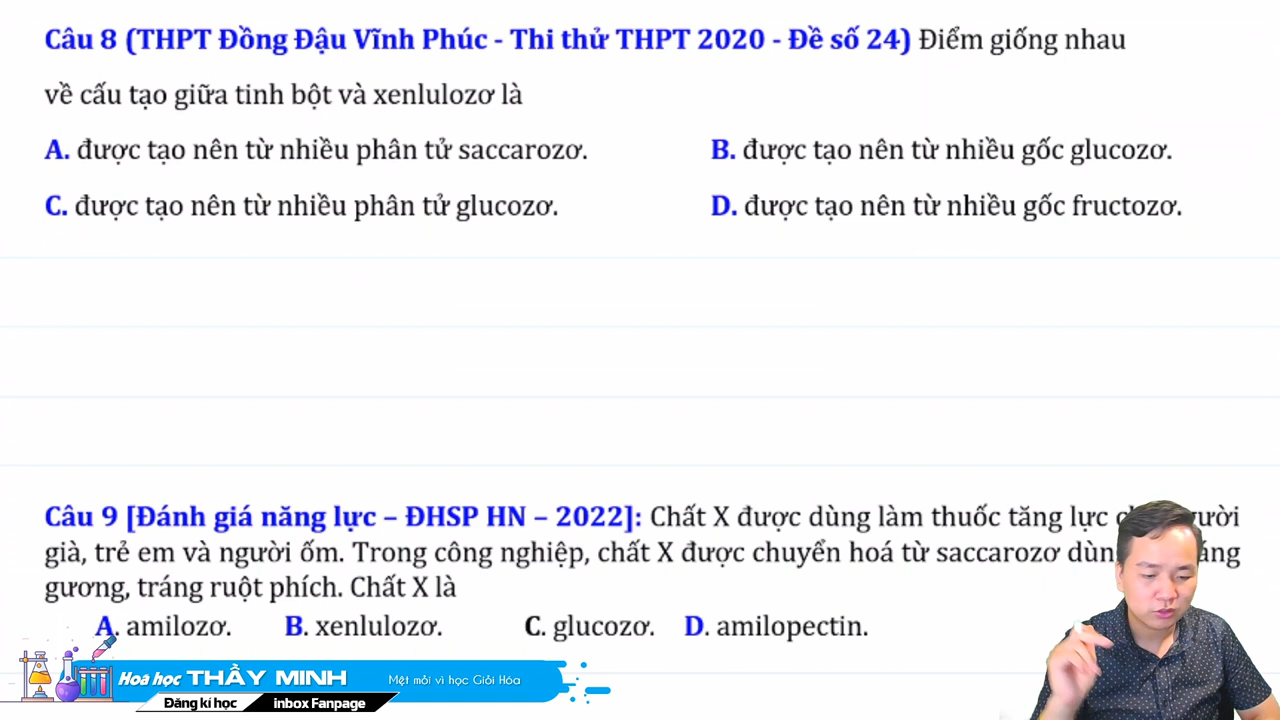 Câu 8 (THPT Đồng Đậu Vĩnh Phúc - Thi thử THPT 2020 - Đề số 24) Điểm giống nhau
về cấu tạo giữa tinh bột và xenlulozơ là
A. được tạo nên từ nhiều phân tử saccarozơ. B. được tạo nên từ nhiều gốc glucozơ.
C. được tạo nên từ nhiều phân tử glucozơ. D. được tạo nên từ nhiều gốc fructozơ.
Câu 9 [Đánh giá năng lực – ĐHSP HN – 2022]: Chất X được dùng làm thuốc tăng lực
già, trẻ em và người ốm. Trong công nghiệp, chất X được chuyển hoá từ saccarozơ
gương, tráng ruột phích. Chất X là
A. amilozơ. B. xenlulozơ. C. glucozơ. D. amilopectin.
Hoá học THẦY MINH Mệt mỏi vì học Giỏi Hóa
Đăng kí học inbox Fanpage